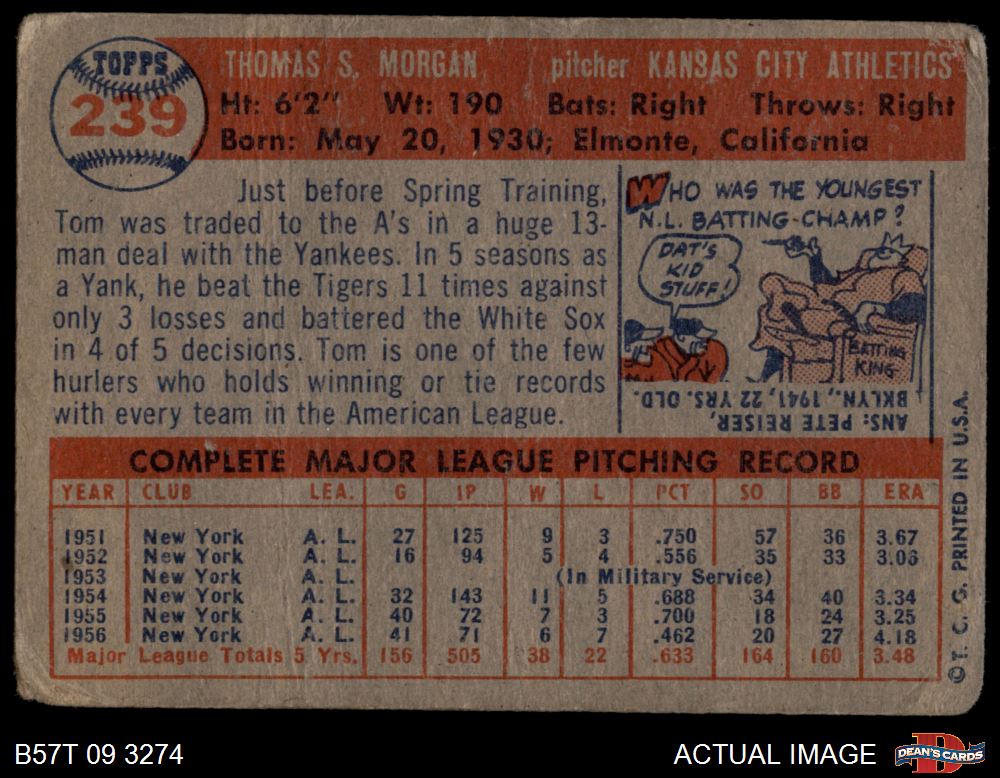 TOPPS
239
THOMAS S. MORGAN pitcher KANSAS CITY ATHLETICS
Ht: 6'2" Wt: 190 Bats: Right Throws: Right
Born: May 20, 1930; Elmonte, California
Just before Spring Training,
Tom was traded to the A's in a huge 13-
man deal with the Yankees. In 5 seasons as
a Yank, he beat the Tigers 11 times against
only 3 losses and battered the White Sox
in 4 of 5 decisions. Tom is one of the few
hurlers who holds winning or tie records
with every team in the American League.
WHO WAS THE YOUNGEST
N.L. BATTING-CHAMP?
DAT'S
KID
STUFF!
BATTING
KING
ANS: PETE REISER,
BKLYN., 1941, 22 YRS. OLD.
COMPLETE MAJOR LEAGUE PITCHING RECORD
YEAR CLUB LEA. G IP W L PCT SO BB ERA
1951 New York A. L. 27 125 9 3 .750 57 36 3.67
1952 New York A. L. 16 94 5 4 .556 35 33 3.06
1953 New York A. L. (In Military Service)
1954 New York A. L. 32 143 11 5 .688 34 40 3.34
1955 New York A. L. 40 72 7 3 .700 18 24 3.25
1956 New York A. L. 41 71 6 7 .462 20 27 4.18
Major League Totals 5 Yrs. 156 505 38 22 .633 164 160 3.48
©T. C. G. PRINTED IN U.S.A.
B57T 09 3274
ACTUAL IMAGE
DEAN'S CARDS